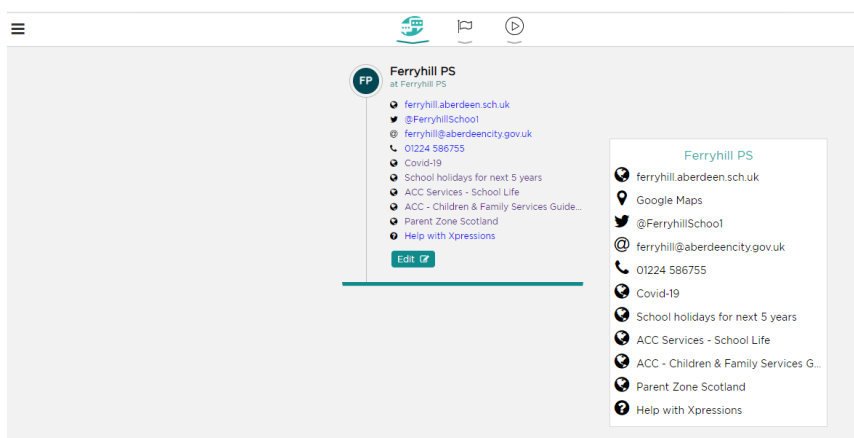 FP
Ferryhill PS
at Ferryhill PS
ferryhill.aberdeen.sch.uk
@FerryhillSchoo1
@ ferryhill@aberdeencity.gov.uk
01224 586755
Covid-19
School holidays for next 5 years
ACC Services - School Life
ACC - Children & Family Services Guide...
Parent Zone Scotland
Help with Xpressions
Edit
Ferryhill PS
ferryhill.aberdeen.sch.uk
Google Maps
@FerryhillSchoo1
@ ferryhill@aberdeencity.gov.uk
01224 586755
Covid-19
School holidays for next 5 years
ACC Services - School Life
ACC - Children & Family Services G...
Parent Zone Scotland
Help with Xpressions